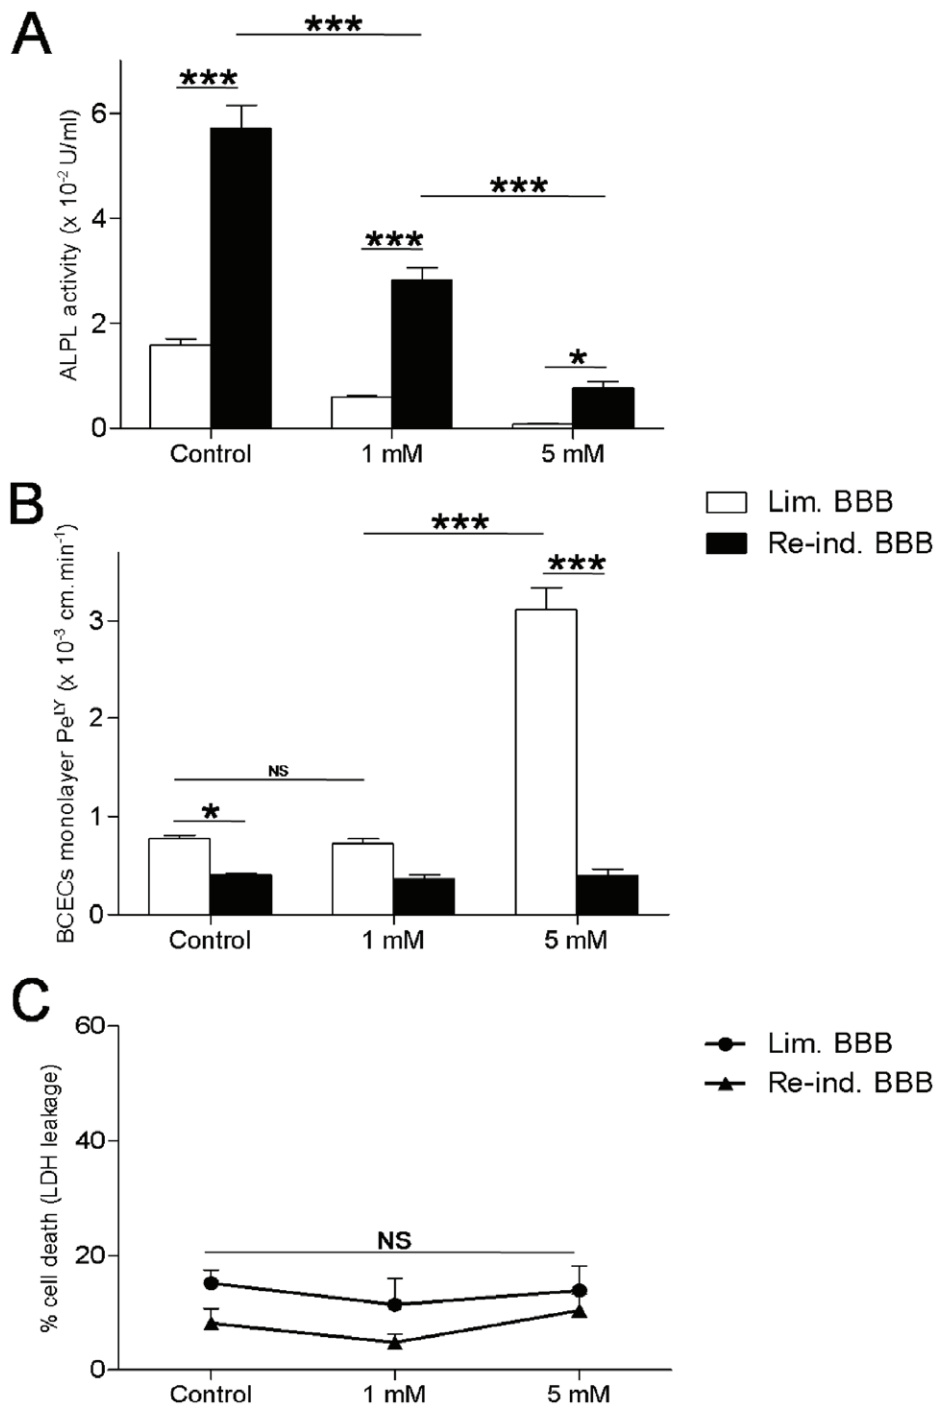 A
***
***
6
***
***
4
2
*
0
ALPL activity (x 10⁻² U/ml)
Control 1 mM 5 mM
B
Lim. BBB
Re-ind. BBB
***
***
3
2
NS
1
*
0
BCECs monolayer Peᴸʸ (x 10⁻³ cm.min⁻¹)
Control 1 mM 5 mM
C
60
Lim. BBB
Re-ind. BBB
40
NS
20
0
% cell death (LDH leakage)
Control 1 mM 5 mM